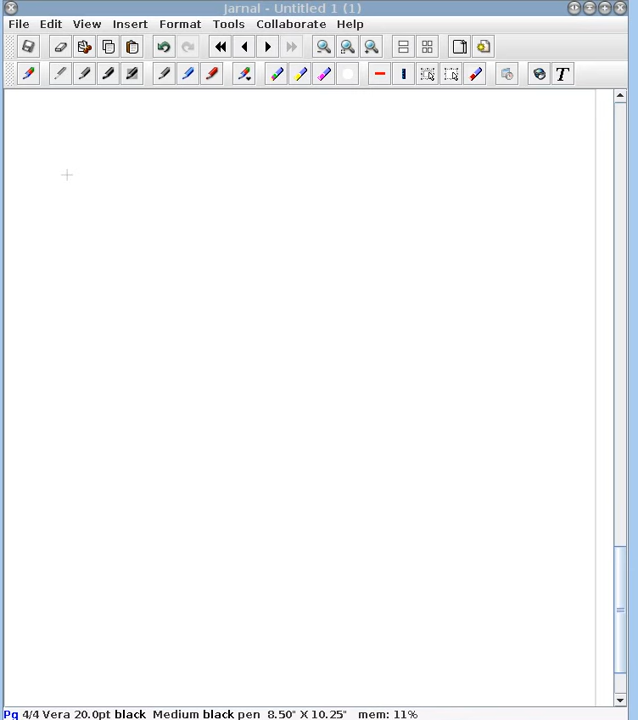 Jarnal - Untitled 1 (1)
File Edit View Insert Format Tools Collaborate Help
T
Pg 4/4 Vera 20.0pt black Medium black pen 8.50" X 10.25" mem: 11%